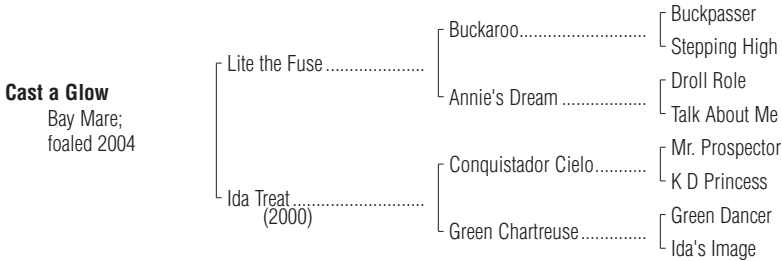 Cast a Glow
Bay Mare;
foaled 2004
Lite the Fuse.....................
Ida Treat............................
(2000)
Buckaroo...........................
Annie's Dream ..................
Conquistador Cielo...........
Green Chartreuse..............
Buckpasser
Stepping High
Droll Role
Talk About Me
Mr. Prospector
K D Princess
Green Dancer
Ida's Image